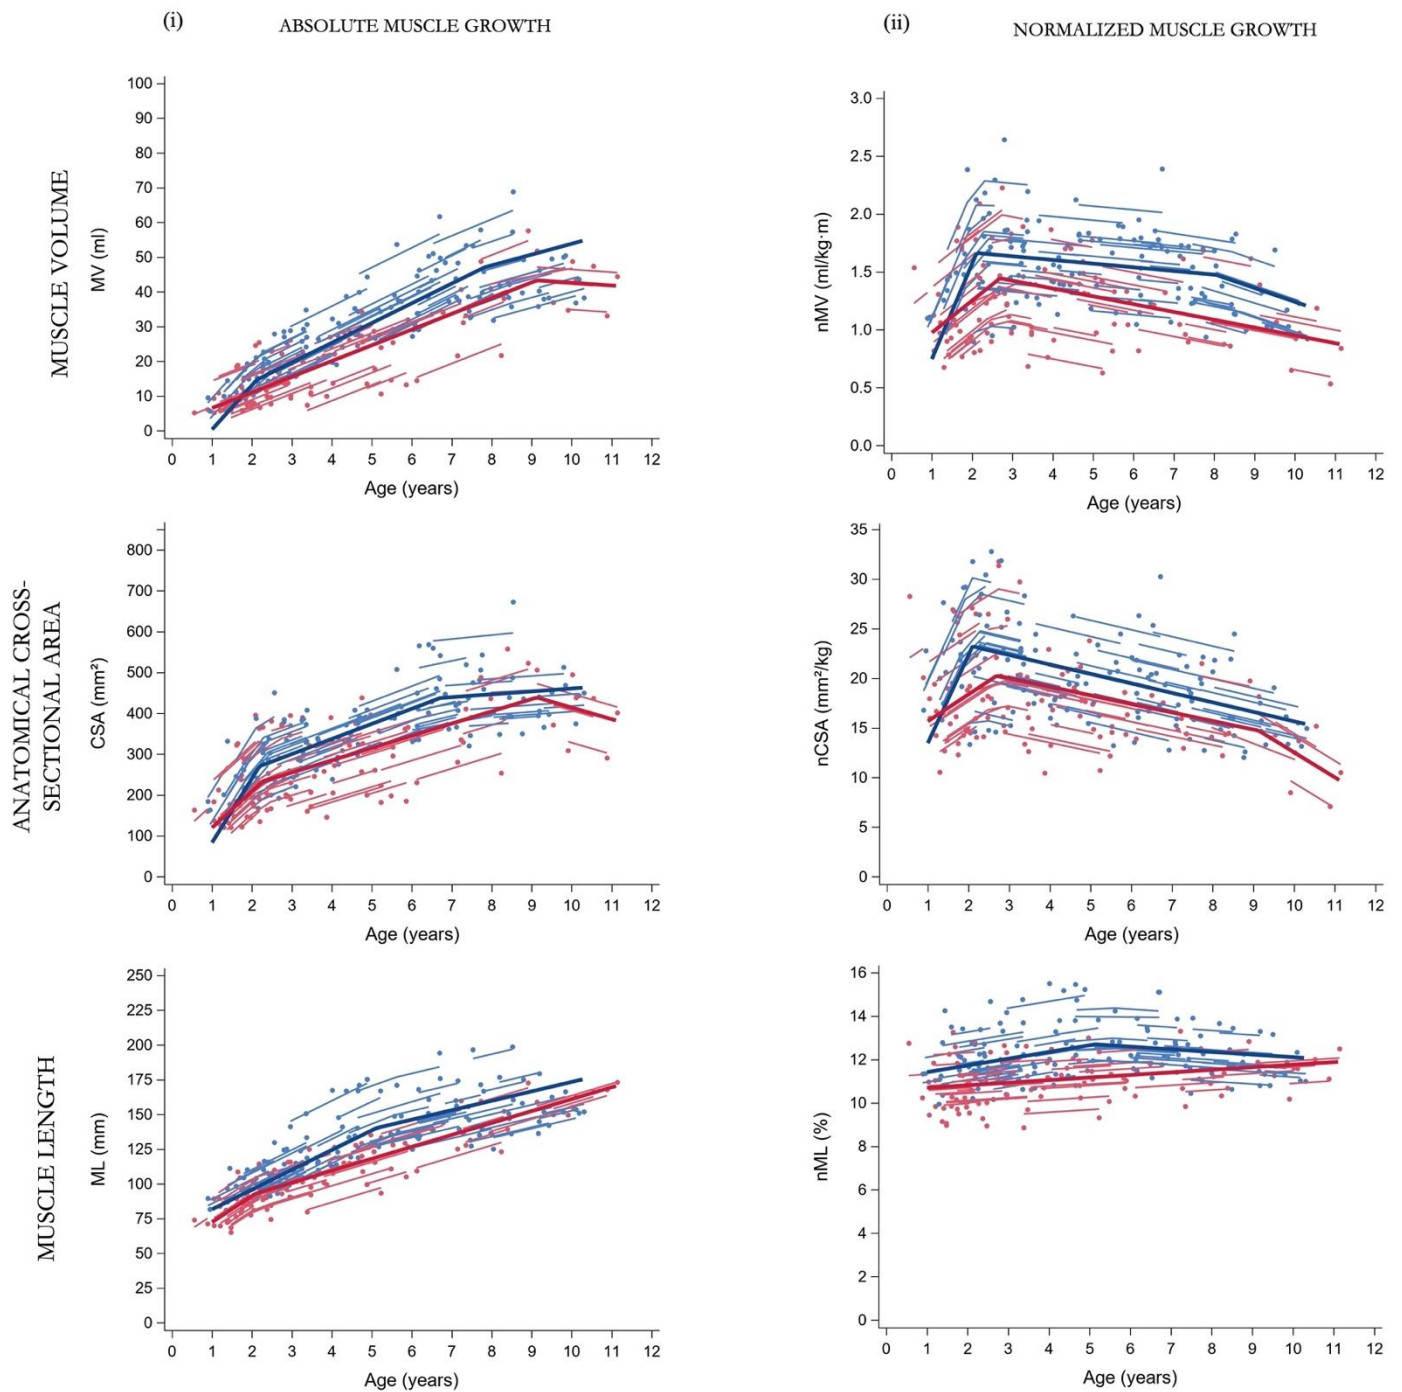 (i)
ABSOLUTE MUSCLE GROWTH
(ii)
NORMALIZED MUSCLE GROWTH
MUSCLE VOLUME
MV (ml)
100
90
80
70
60
50
40
30
20
10
0
0 1 2 3 4 5 6 7 8 9 10 11 12
Age (years)
nMV (ml/kg·m)
3.0
2.5
2.0
1.5
1.0
0.5
0.0
0 1 2 3 4 5 6 7 8 9 10 11 12
Age (years)
ANATOMICAL CROSS-
SECTIONAL AREA
CSA (mm²)
800
700
600
500
400
300
200
100
0
0 1 2 3 4 5 6 7 8 9 10 11 12
Age (years)
nCSA (mm²/kg)
35
30
25
20
15
10
5
0
0 1 2 3 4 5 6 7 8 9 10 11 12
Age (years)
MUSCLE LENGTH
ML (mm)
250
225
200
175
150
125
100
75
50
25
0
0 1 2 3 4 5 6 7 8 9 10 11 12
Age (years)
nML (%)
16
14
12
10
8
6
4
2
0
0 1 2 3 4 5 6 7 8 9 10 11 12
Age (years)